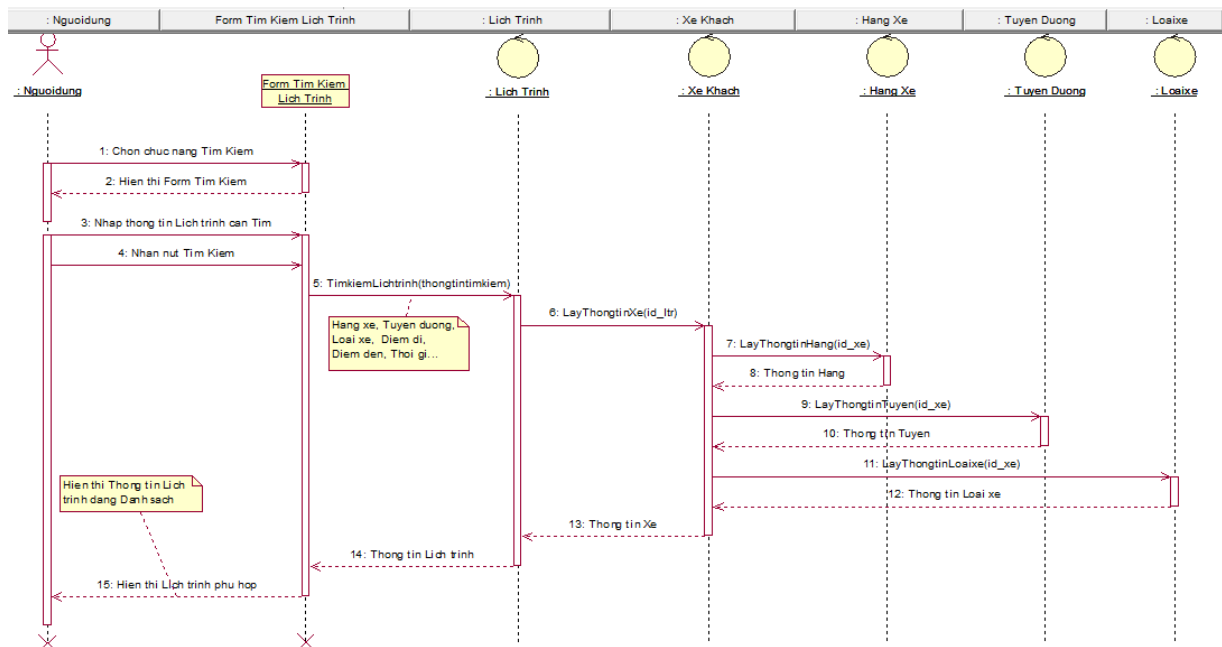 : Nguoidung
Form Tim Kiem Lich Trinh
: Lich Trinh
: Xe Khach
: Hang Xe
: Tuyen Duong
: Loaixe
: Nguoidung
Form Tim Kiem
Lich Trinh
: Lich Trinh
: Xe Khach
: Hang Xe
: Tuyen Duong
: Loaixe
1: Chon chuc nang Tim Kiem
2: Hien thi Form Tim Kiem
3: Nhap thong tin Lich trinh can Tim
4: Nhan nut Tim Kiem
5: TimkiemLichtrinh(thongtintimkiem)
Hang xe, Tuyen duong,
Loai xe, Diem di,
Diem den, Thoi gi...
6: LayThongtinXe(id_ltr)
7: LayThongtinHang(id_xe)
8: Thong tin Hang
9: LayThongtinTuyen(id_xe)
10: Thong tin Tuyen
11: LayThongtinLoaixe(id_xe)
12: Thong tin Loai xe
13: Thong tin Xe
14: Thong tin Lich trinh
Hien thi Thong tin Lich
trinh dang Danh sach
15: Hien thi Lich trinh phu hop